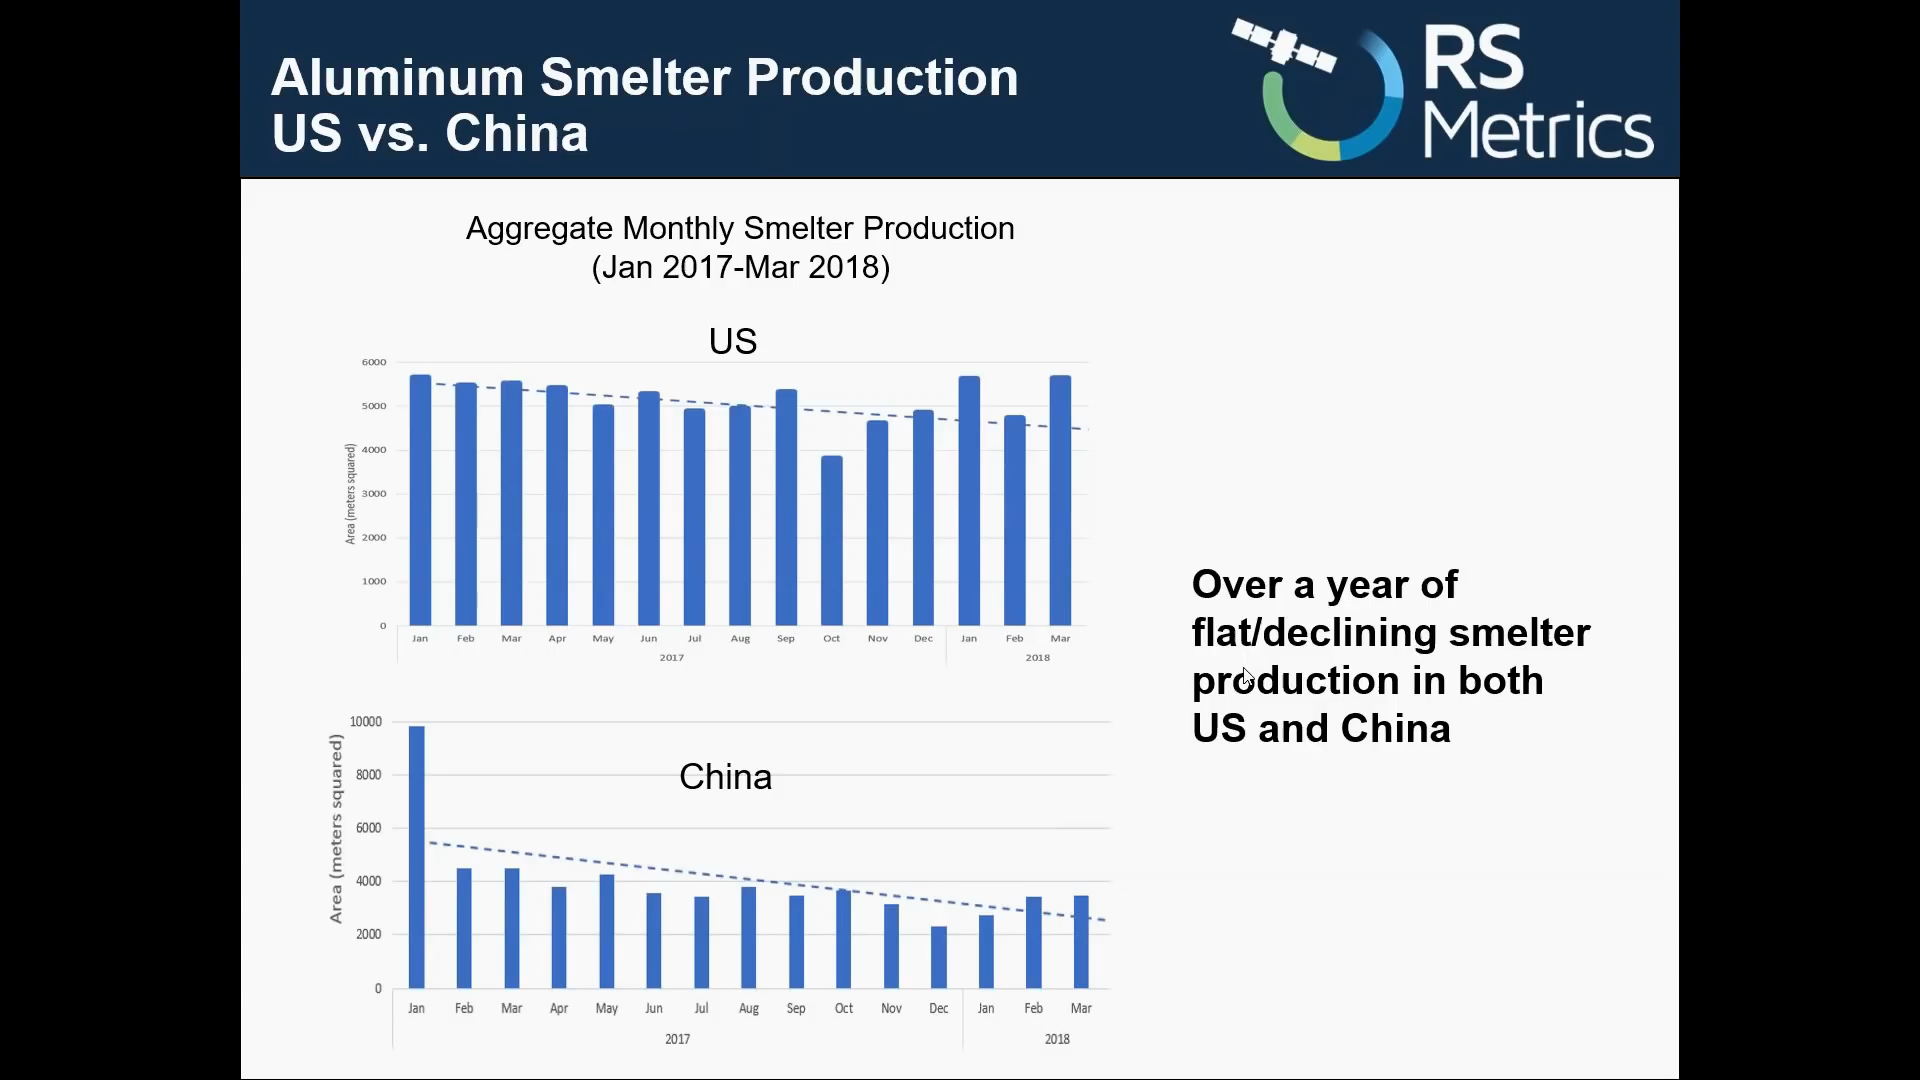 Aluminum Smelter Production
US vs. China
RS
Metrics
Aggregate Monthly Smelter Production
(Jan 2017-Mar 2018)
US
6000
5000
4000
3000
2000
1000
0
Area (meters squared)
Jan Feb Mar Apr May Jun Jul Aug Sep Oct Nov Dec Jan Feb Mar
2017 2018
China
10000
8000
6000
4000
2000
0
Area (meters squared)
Jan Feb Mar Apr May Jun Jul Aug Sep Oct Nov Dec Jan Feb Mar
2017 2018
Over a year of
flat/declining smelter
production in both
US and China